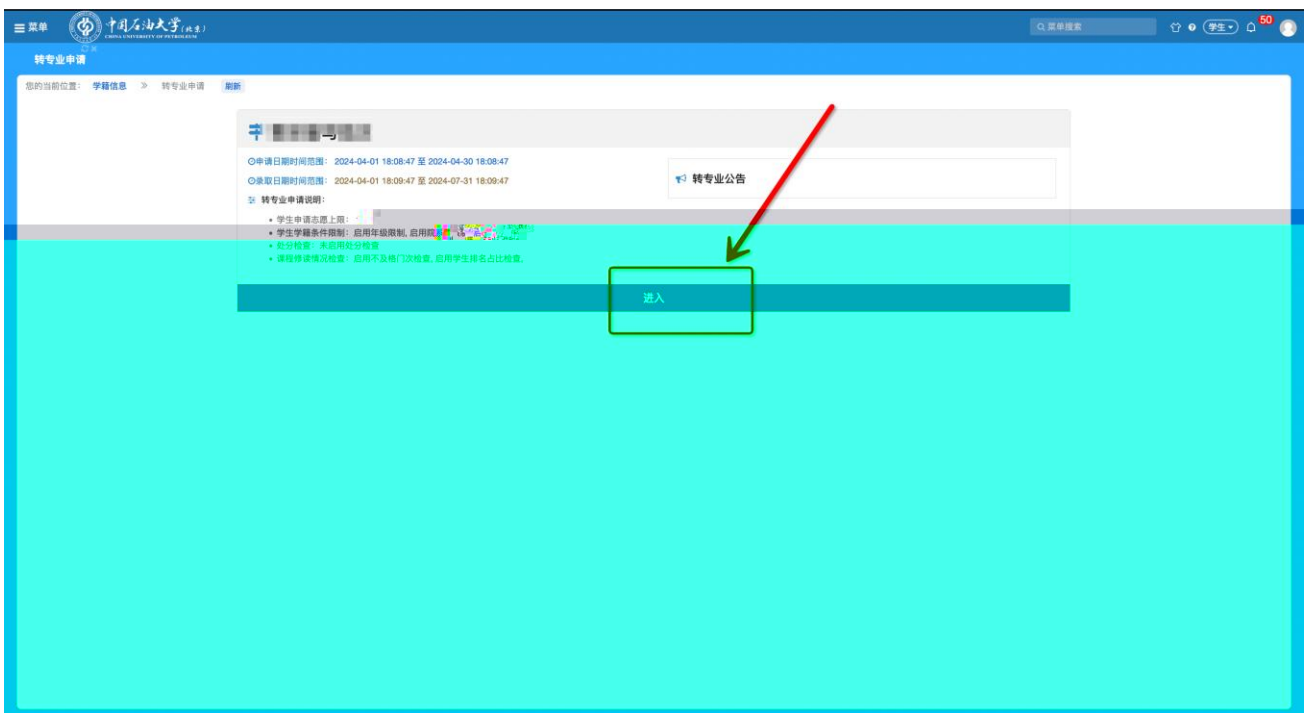 菜单 中国石油大学(北京) 菜单搜索 学生 50
CHINA UNIVERSITY OF PETROLEUM
转专业申请
您的当前位置: 学籍信息 » 转专业申请 刷新
申请日期时间范围: 2024-04-01 18:08:47 至 2024-04-30 18:08:47
转专业公告
录取日期时间范围: 2024-04-01 18:09:47 至 2024-07-31 18:09:47
转专业申请说明:
• 学生申请志愿上限:
• 学生学籍条件限制: 启用年级限制, 启用院
• 处分检查: 未启用处分检查
• 课程修读情况检查: 启用不及格门次检查, 启用学生排名占比检查,
进入